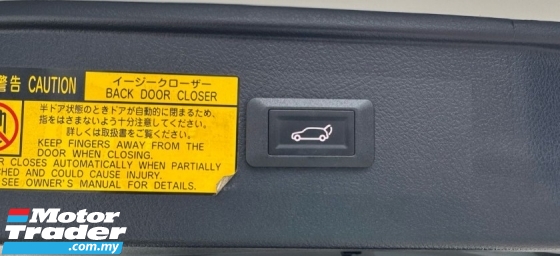 警告 CAUTION
イージークローザー
BACK DOOR CLOSER
半ドア状態のときドアが自動的に閉まるため、
指をはさまないよう十分注意してください。
詳しくは取扱書をご覧ください。
KEEP FINGERS AWAY FROM THE
DOOR WHEN CLOSING.
CLOSES AUTOMATICALLY WHEN PARTIALLY
AND COULD CAUSE INJURY.
SEE OWNER'S MANUAL FOR DETAILS.
Motor
Trader
.com.my